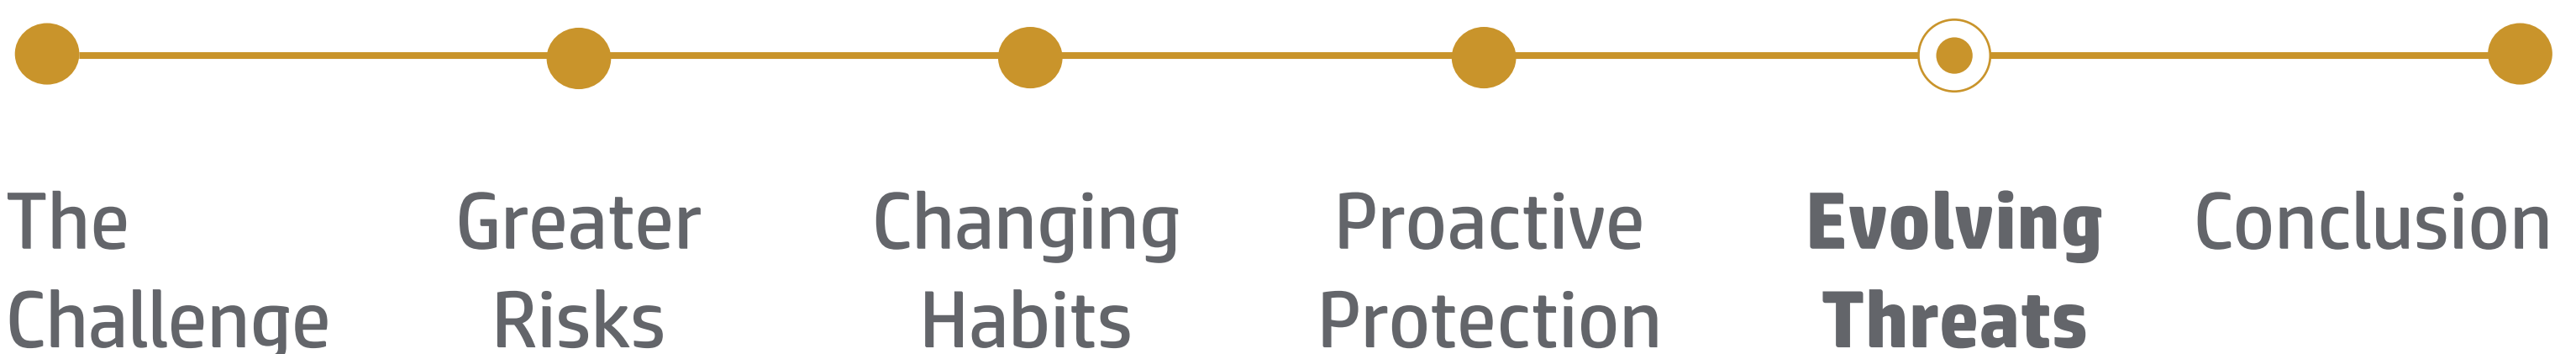 The
Challenge
Greater
Risks
Changing
Habits
Proactive
Protection
Evolving
Threats
Conclusion